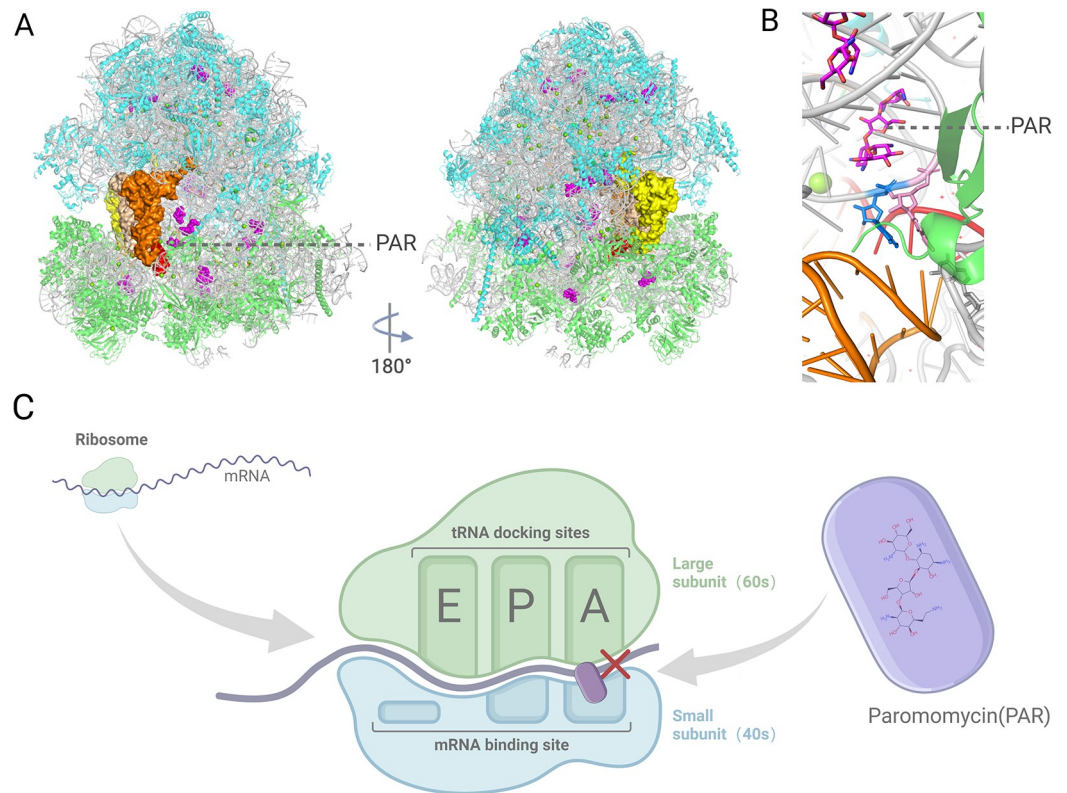 A
B
PAR
PAR
180°
C
Ribosome
mRNA
tRNA docking sites
E P A
Large
subunit（60s）
Small
subunit（40s）
mRNA binding site
Paromomycin(PAR)